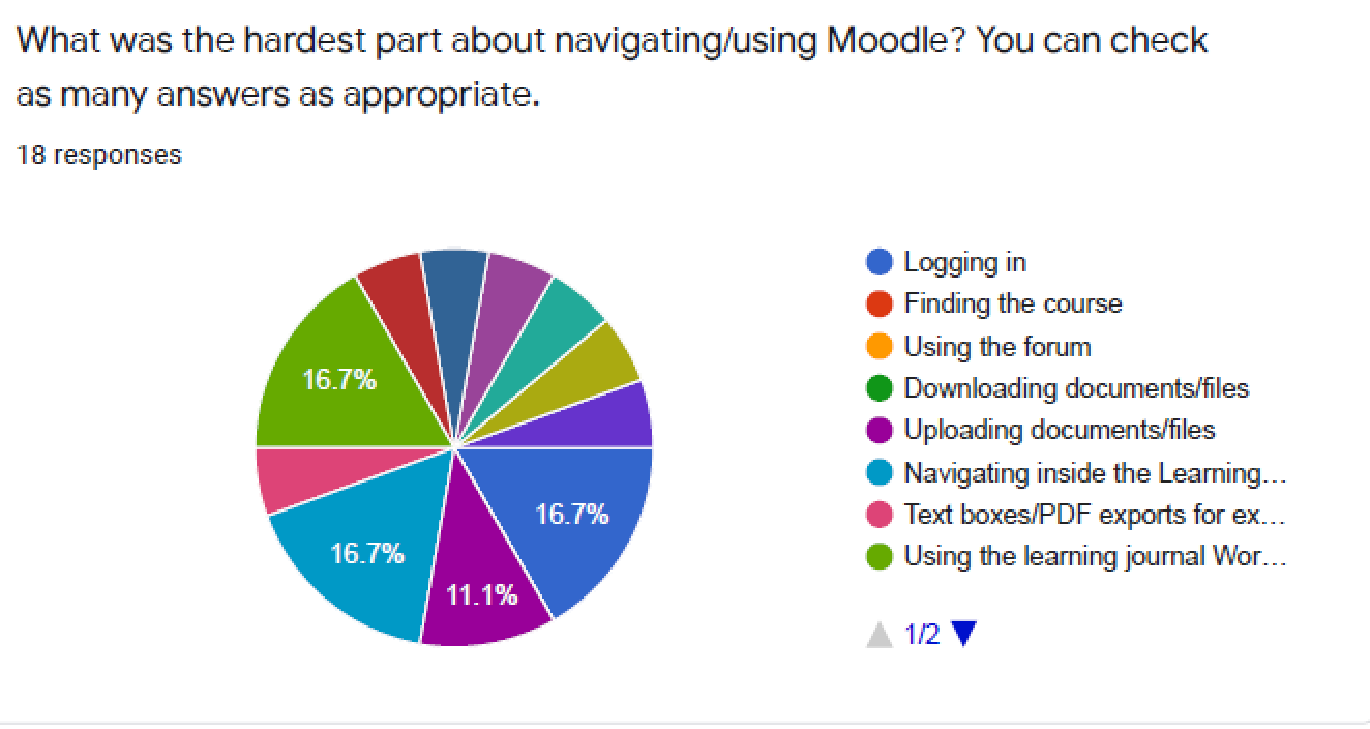 What was the hardest part about navigating/using Moodle? You can check
as many answers as appropriate.
18 responses
16.7%
16.7%
16.7%
11.1%
Logging in
Finding the course
Using the forum
Downloading documents/files
Uploading documents/files
Navigating inside the Learning...
Text boxes/PDF exports for ex...
Using the learning journal Wor...
1/2